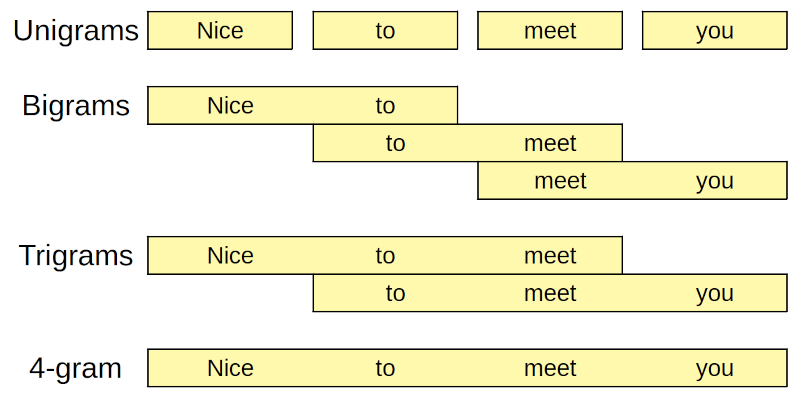 Unigrams Nice to meet you
Bigrams Nice to
to meet
meet you
Trigrams Nice to meet
to meet you
4-gram Nice to meet you